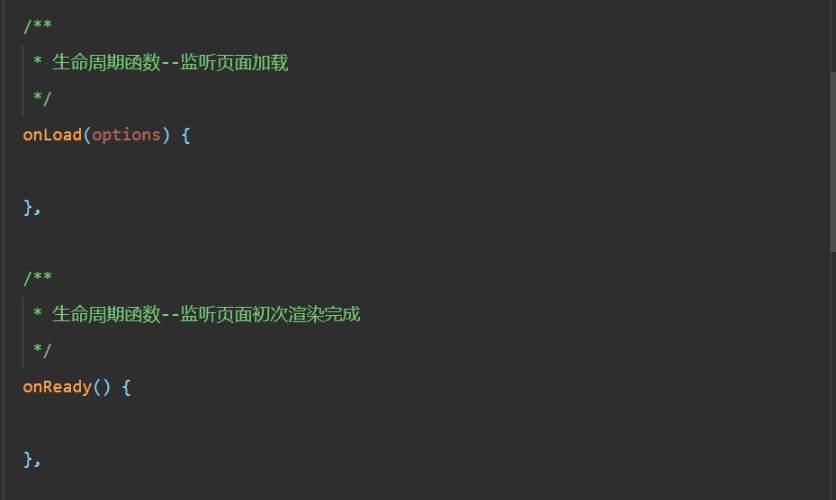 /**
* 生命周期函数--监听页面加载
*/
onLoad(options) {
},
/**
* 生命周期函数--监听页面初次渲染完成
*/
onReady() {
},